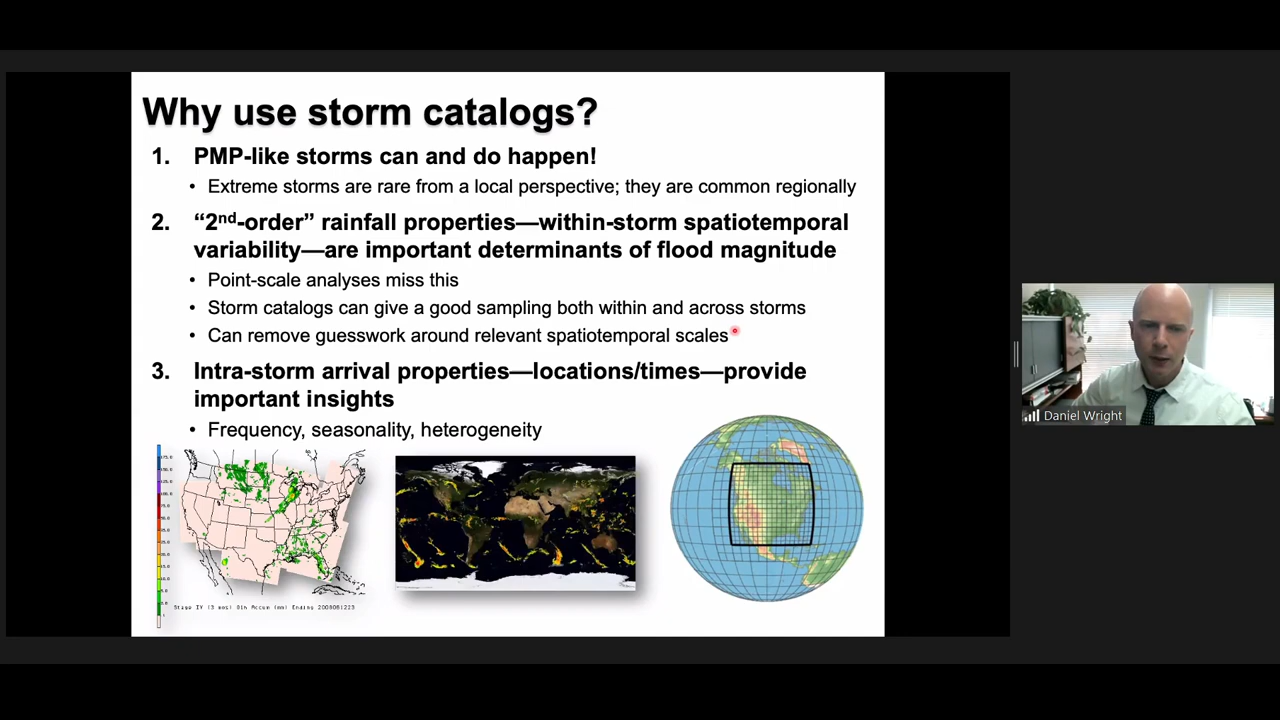 Why use storm catalogs?
1. PMP-like storms can and do happen!
• Extreme storms are rare from a local perspective; they are common regionally
2. “2nd-order” rainfall properties—within-storm spatiotemporal
variability—are important determinants of flood magnitude
• Point-scale analyses miss this
• Storm catalogs can give a good sampling both within and across storms
• Can remove guesswork around relevant spatiotemporal scales
3. Intra-storm arrival properties—locations/times—provide
important insights
• Frequency, seasonality, heterogeneity
Daniel Wright